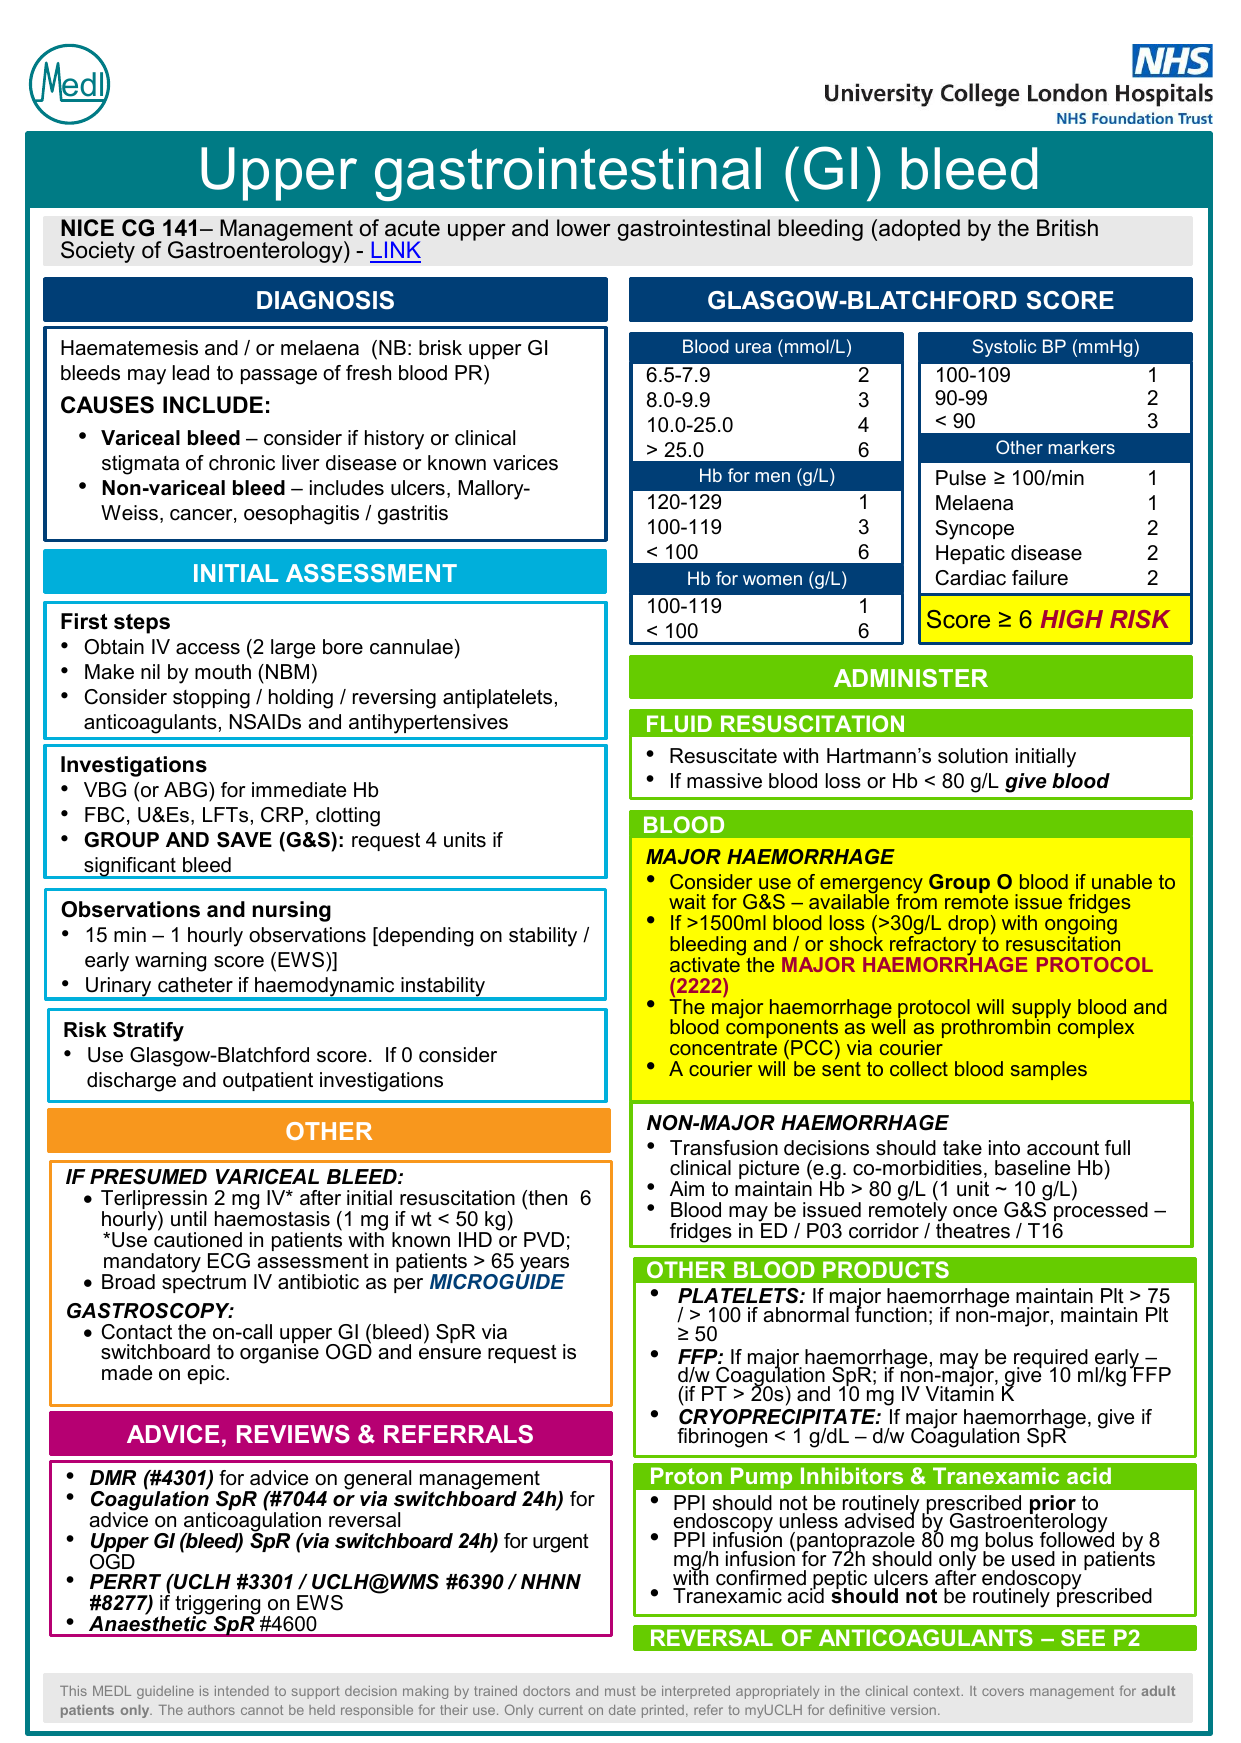 Medl
NHS
University College London Hospitals
NHS Foundation Trust
Upper gastrointestinal (GI) bleed
NICE CG 141– Management of acute upper and lower gastrointestinal bleeding (adopted by the British
Society of Gastroenterology) - LINK
DIAGNOSIS
Haematemesis and / or melaena (NB: brisk upper GI
bleeds may lead to passage of fresh blood PR)
CAUSES INCLUDE:
• Variceal bleed – consider if history or clinical
stigmata of chronic liver disease or known varices
• Non-variceal bleed – includes ulcers, Mallory-
Weiss, cancer, oesophagitis / gastritis
INITIAL ASSESSMENT
First steps
• Obtain IV access (2 large bore cannulae)
• Make nil by mouth (NBM)
• Consider stopping / holding / reversing antiplatelets,
anticoagulants, NSAIDs and antihypertensives
Investigations
• VBG (or ABG) for immediate Hb
• FBC, U&Es, LFTs, CRP, clotting
• GROUP AND SAVE (G&S): request 4 units if
significant bleed
Observations and nursing
• 15 min – 1 hourly observations [depending on stability /
early warning score (EWS)]
• Urinary catheter if haemodynamic instability
Risk Stratify
• Use Glasgow-Blatchford score. If 0 consider
discharge and outpatient investigations
OTHER
IF PRESUMED VARICEAL BLEED:
• Terlipressin 2 mg IV* after initial resuscitation (then 6
hourly) until haemostasis (1 mg if wt < 50 kg)
*Use cautioned in patients with known IHD or PVD;
mandatory ECG assessment in patients > 65 years
• Broad spectrum IV antibiotic as per MICROGUIDE
GASTROSCOPY:
• Contact the on-call upper GI (bleed) SpR via
switchboard to organise OGD and ensure request is
made on epic.
ADVICE, REVIEWS & REFERRALS
• DMR (#4301) for advice on general management
• Coagulation SpR (#7044 or via switchboard 24h) for
advice on anticoagulation reversal
• Upper GI (bleed) SpR (via switchboard 24h) for urgent
OGD
• PERRT (UCLH #3301 / UCLH@WMS #6390 / NHNN
#8277) if triggering on EWS
• Anaesthetic SpR #4600
GLASGOW-BLATCHFORD SCORE
Blood urea (mmol/L)
6.5-7.9 2
8.0-9.9 3
10.0-25.0 4
> 25.0 6
Hb for men (g/L)
120-129 1
100-119 3
< 100 6
Hb for women (g/L)
100-119 1
< 100 6
Systolic BP (mmHg)
100-109 1
90-99 2
< 90 3
Other markers
Pulse ≥ 100/min 1
Melaena 1
Syncope 2
Hepatic disease 2
Cardiac failure 2
Score ≥ 6 HIGH RISK
ADMINISTER
FLUID RESUSCITATION
• Resuscitate with Hartmann's solution initially
• If massive blood loss or Hb < 80 g/L give blood
BLOOD
MAJOR HAEMORRHAGE
• Consider use of emergency Group O blood if unable to
wait for G&S – available from remote issue fridges
• If >1500ml blood loss (>30g/L drop) with ongoing
bleeding and / or shock refractory to resuscitation
activate the MAJOR HAEMORRHAGE PROTOCOL
(2222)
• The major haemorrhage protocol will supply blood and
blood components as well as prothrombin complex
concentrate (PCC) via courier
• A courier will be sent to collect blood samples
NON-MAJOR HAEMORRHAGE
• Transfusion decisions should take into account full
clinical picture (e.g. co-morbidities, baseline Hb)
• Aim to maintain Hb > 80 g/L (1 unit ~ 10 g/L)
• Blood may be issued remotely once G&S processed –
fridges in ED / P03 corridor / theatres / T16
OTHER BLOOD PRODUCTS
• PLATELETS: If major haemorrhage maintain Plt > 75
/ > 100 if abnormal function; if non-major, maintain Plt
≥ 50
• FFP: If major haemorrhage, may be required early –
d/w Coagulation SpR; if non-major, give 10 ml/kg FFP
(if PT > 20s) and 10 mg IV Vitamin K
• CRYOPRECIPITATE: If major haemorrhage, give if
fibrinogen < 1 g/dL – d/w Coagulation SpR
Proton Pump Inhibitors & Tranexamic acid
• PPI should not be routinely prescribed prior to
endoscopy unless advised by Gastroenterology
• PPI infusion (pantoprazole 80 mg bolus followed by 8
mg/h infusion for 72h should only be used in patients
with confirmed peptic ulcers after endoscopy
• Tranexamic acid should not be routinely prescribed
REVERSAL OF ANTICOAGULANTS – SEE P2
This MEDL guideline is intended to support decision making by trained doctors and must be interpreted appropriately in the clinical context. It covers management for adult
patients only. The authors cannot be held responsible for their use. Only current on date printed, refer to myUCLH for definitive version.